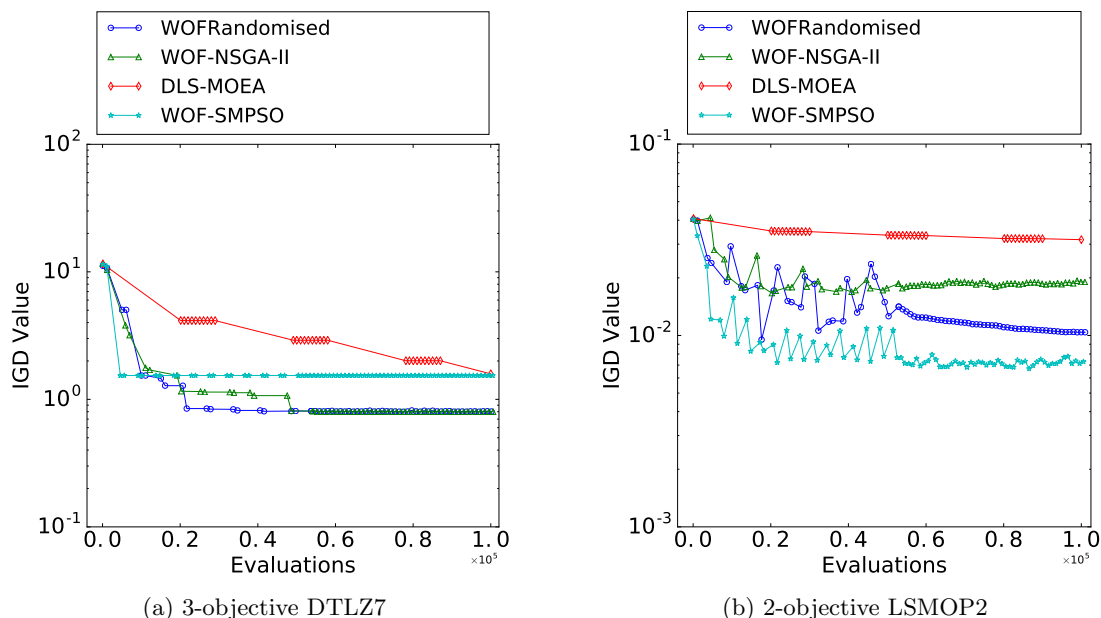 WOFRandomised
WOF-NSGA-II
DLS-MOEA
WOF-SMPSO
10^2
10^1
10^0
10^-1
IGD Value
0.0 0.2 0.4 0.6 0.8 1.0
×10^5
Evaluations
(a) 3-objective DTLZ7
WOFRandomised
WOF-NSGA-II
DLS-MOEA
WOF-SMPSO
10^-1
10^-2
10^-3
IGD Value
0.0 0.2 0.4 0.6 0.8 1.0
×10^5
Evaluations
(b) 2-objective LSMOP2